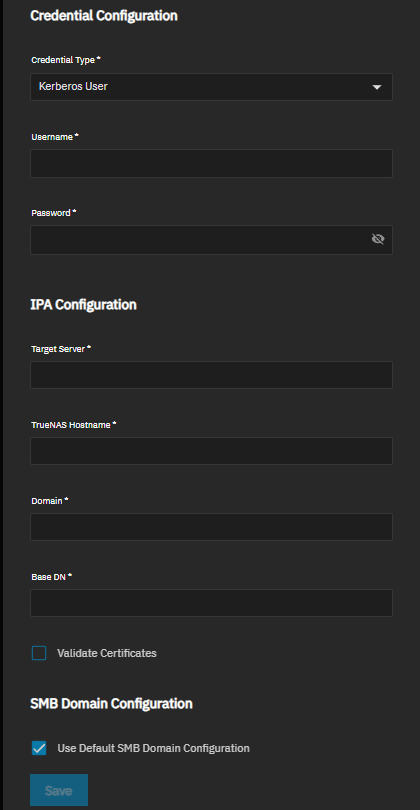 Credential Configuration
Credential Type *
Kerberos User
Username *
Password *
IPA Configuration
Target Server *
TrueNAS Hostname *
Domain *
Base DN *
Validate Certificates
SMB Domain Configuration
Use Default SMB Domain Configuration
Save